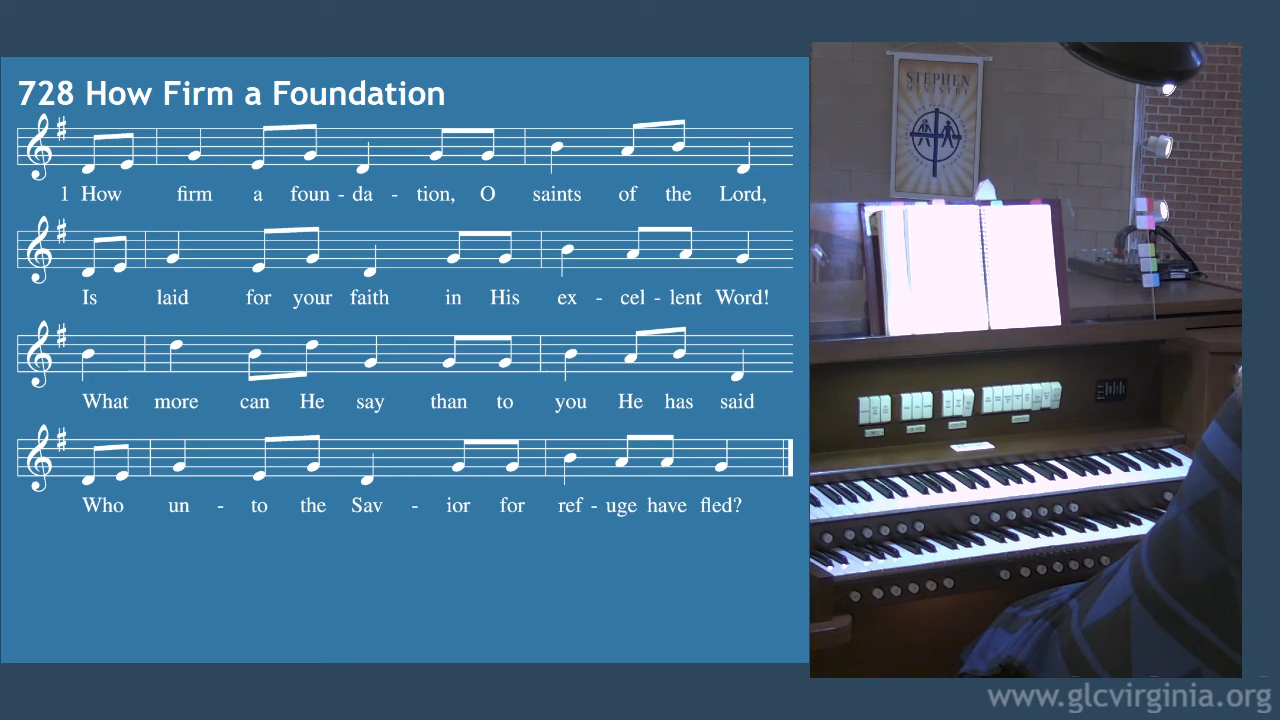 728 How Firm a Foundation
1 How firm a foun - da - tion, O saints of the Lord,
Is laid for your faith in His ex - cel - lent Word!
What more can He say than to you He has said
Who un - to the Sav - ior for ref - uge have fled?
STEPHEN
MINISTRY
www.glcvirginia.org